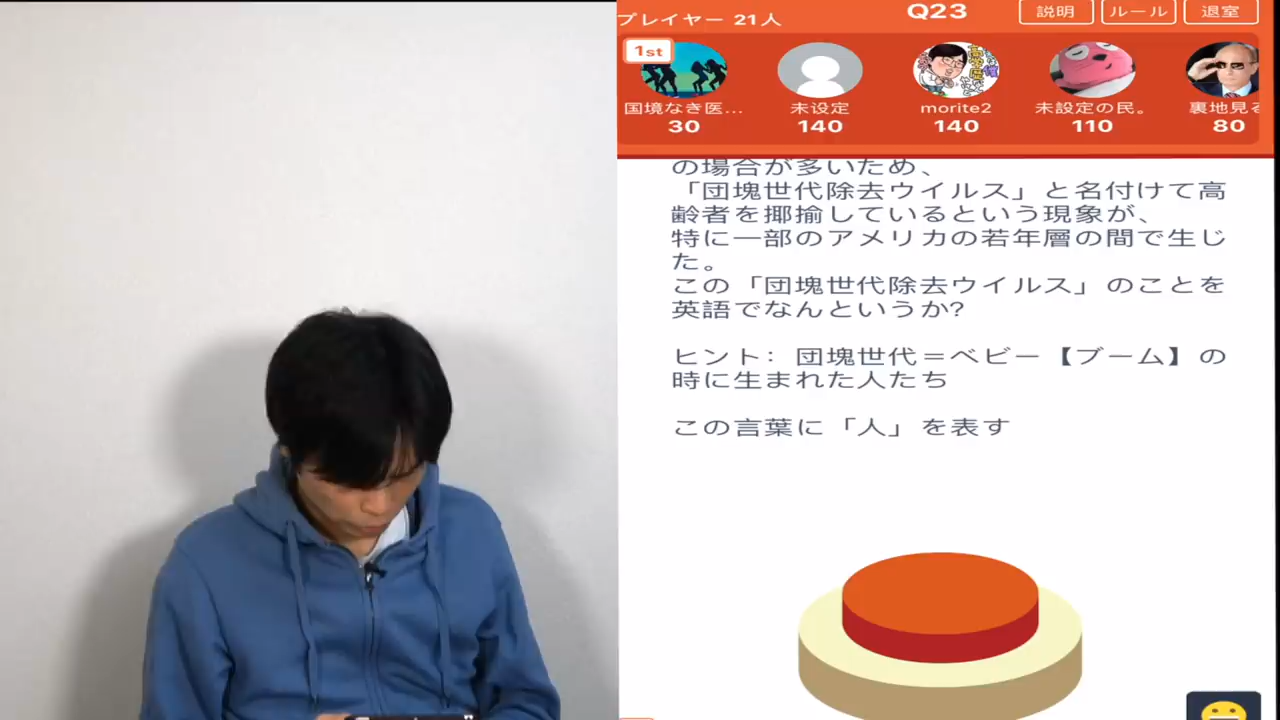 プレイヤー 21人
Q23
説明
ルール
退室
1st
国境なき医...
未设定
morite2
未設定の民。
裏地見る
30
140
140
110
80
の場合が多いため、
「団塊世代除去ウイルス」と名付けて高
齢者を揶揄しているという現象が、
特に一部のアメリカの若年層の間で生じ
た。
この「団塊世代除去ウイルス」のことを
英語でなんというか?
ヒント: 団塊世代＝ベビー【ブーム】の
時に生まれた人たち
この言葉に「人」を表す